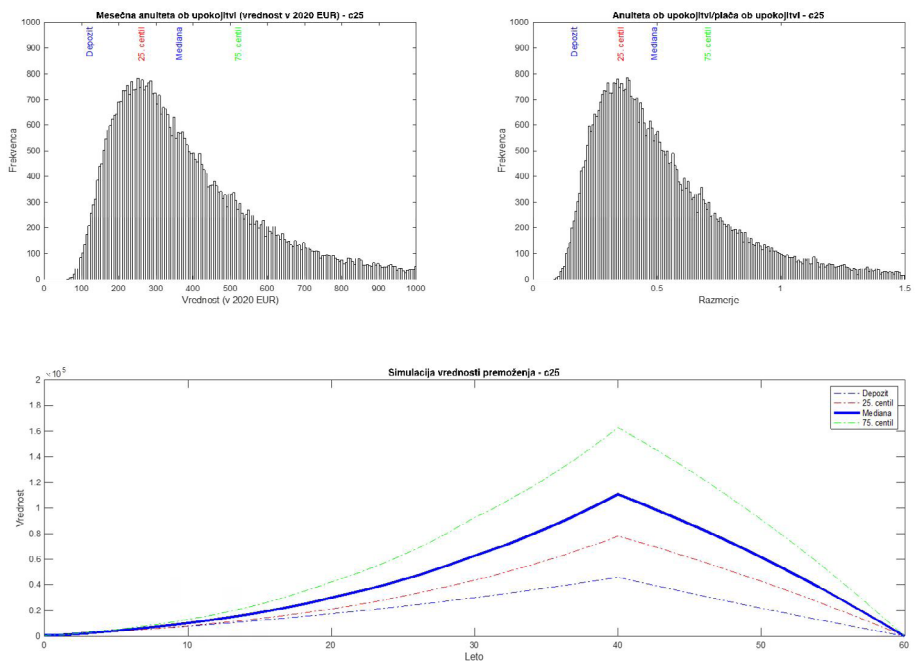 Mesečna anuiteta ob upokojitvi (vrednost v 2020 EUR) - c25
1000
900
800
700
600
500
400
300
200
100
0
Frekvenca
Depozit
25. centil
Mediana
75. centil
0 100 200 300 400 500 600 700 800 900 1000
Vrednost (v 2020 EUR)
Anuiteta ob upokojitvi/plača ob upokojitvi - c25
1000
900
800
700
600
500
400
300
200
100
0
Frekvenca
Depozit
25. centil
Mediana
75. centil
0 0.5 1 1.5
Razmerje
Simulacija vrednosti premoženja - c25
×10⁵
2
1.8
1.6
1.4
1.2
1
0.8
0.6
0.4
0.2
0
Vrednost
Depozit
25. centil
Mediana
75. centil
0 10 20 30 40 50 60
Leto